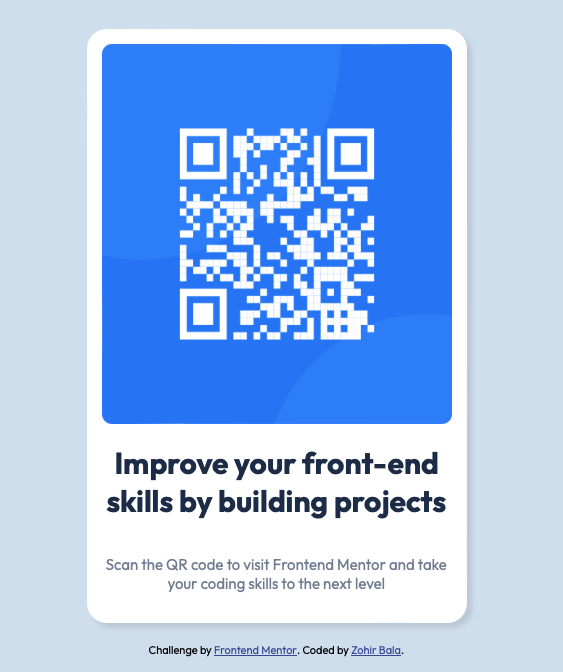 Improve your front-end
skills by building projects
Scan the QR code to visit Frontend Mentor and take
your coding skills to the next level
Challenge by Frontend Mentor. Coded by Zohir Bala.